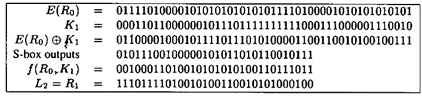 E(R₀) = 011110100001010101010101011110100001010101010101
K₁ = 000110110000001011101111111111000111000001110010
E(R₀) ⊕ K₁ = 011000010001011110111010100001100110010100100111
S-box outputs 01011100100000101011010110010111
f(R₀, K₁) = 00100011010010101010100110111011
L₂ = R₁ = 11101111010010100110010101000100